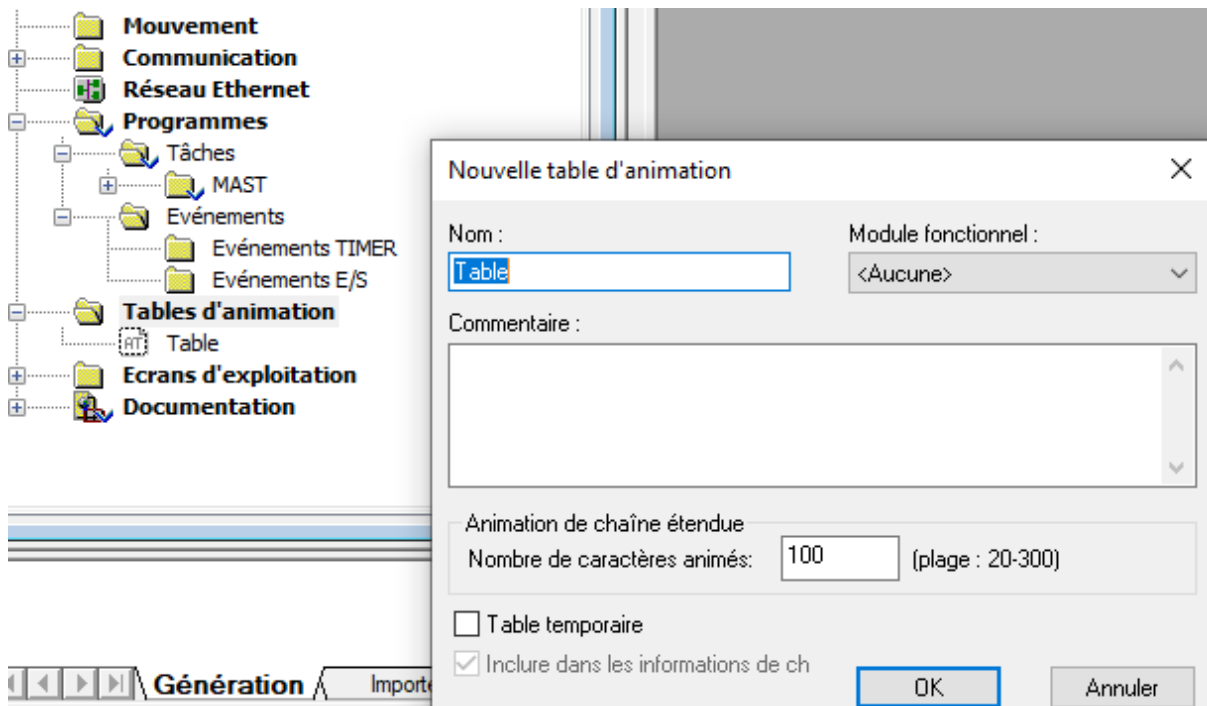 Mouvement
Communication
Réseau Ethernet
Programmes
Tâches
MAST
Evénements
Evénements TIMER
Evénements E/S
Tables d'animation
AT Table
Ecrans d'exploitation
Documentation
Nouvelle table d'animation
Nom :
Module fonctionnel :
Table
<Aucune>
Commentaire :
Animation de chaîne étendue
Nombre de caractères animés: 100 (plage : 20-300)
Table temporaire
Inclure dans les informations de ch
OK Annuler
Génération Importe